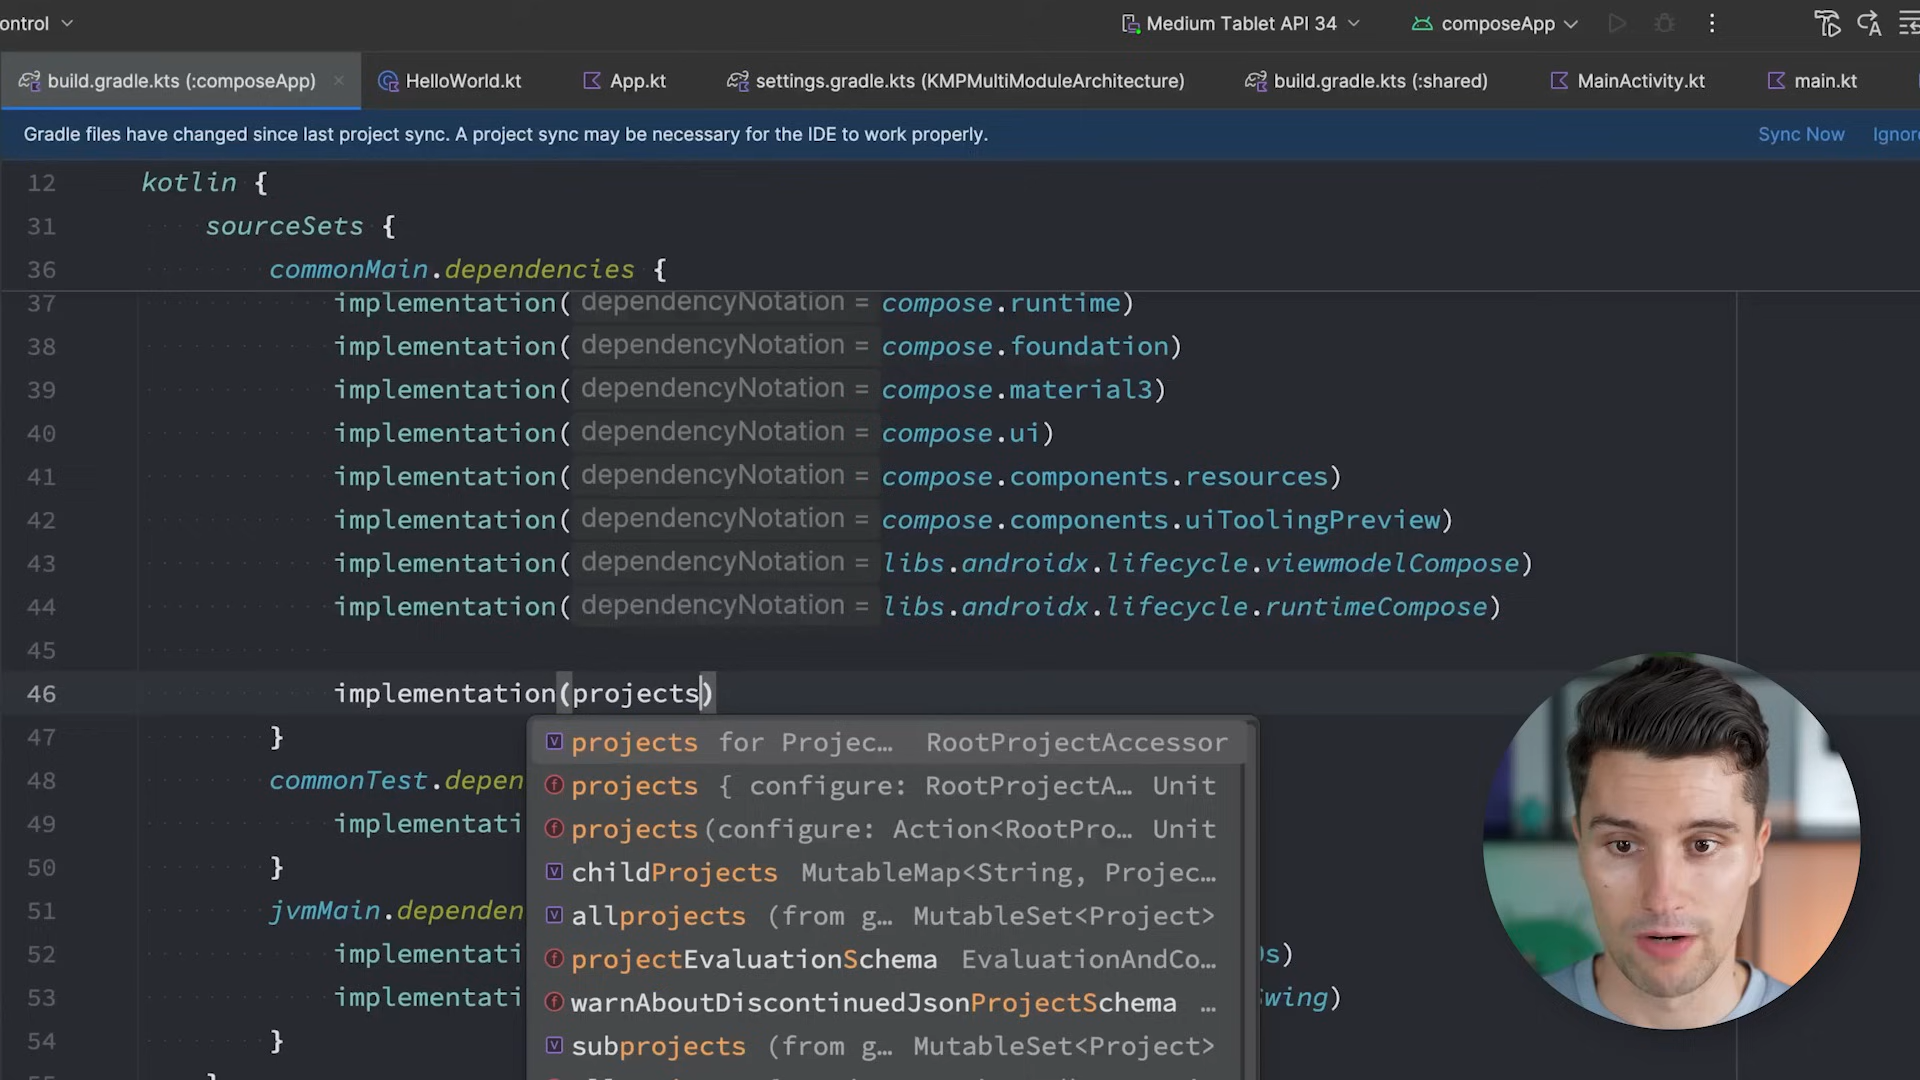 ontrol
Medium Tablet API 34
composeApp
build.gradle.kts (:composeApp)
HelloWorld.kt
App.kt
settings.gradle.kts (KMPMultiModuleArchitecture)
build.gradle.kts (:shared)
MainActivity.kt
main.kt
Gradle files have changed since last project sync. A project sync may be necessary for the IDE to work properly.
Sync Now
Ignor
12 kotlin {
31 sourceSets {
36 commonMain.dependencies {
37 implementation( dependencyNotation = compose.runtime)
38 implementation( dependencyNotation = compose.foundation)
39 implementation( dependencyNotation = compose.material3)
40 implementation( dependencyNotation = compose.ui)
41 implementation( dependencyNotation = compose.components.resources)
42 implementation( dependencyNotation = compose.components.uiToolingPreview)
43 implementation( dependencyNotation = libs.androidx.lifecycle.viewmodelCompose)
44 implementation( dependencyNotation = libs.androidx.lifecycle.runtimeCompose)
45
46 implementation(projects)
47 }
projects for Projec… RootProjectAccessor
48 commonTest.depen
projects { configure: RootProjectA… Unit
49 implementati
projects(configure: Action<RootPro… Unit
50 }
childProjects MutableMap<String, Projec…
51 jvmMain.dependen
allprojects (from g… MutableSet<Project>
52 implementati s)
projectEvaluationSchema EvaluationAndCo…
53 implementati wing)
warnAboutDiscontinuedJsonProjectSchema …
54 }
subprojects (from g… MutableSet<Project>